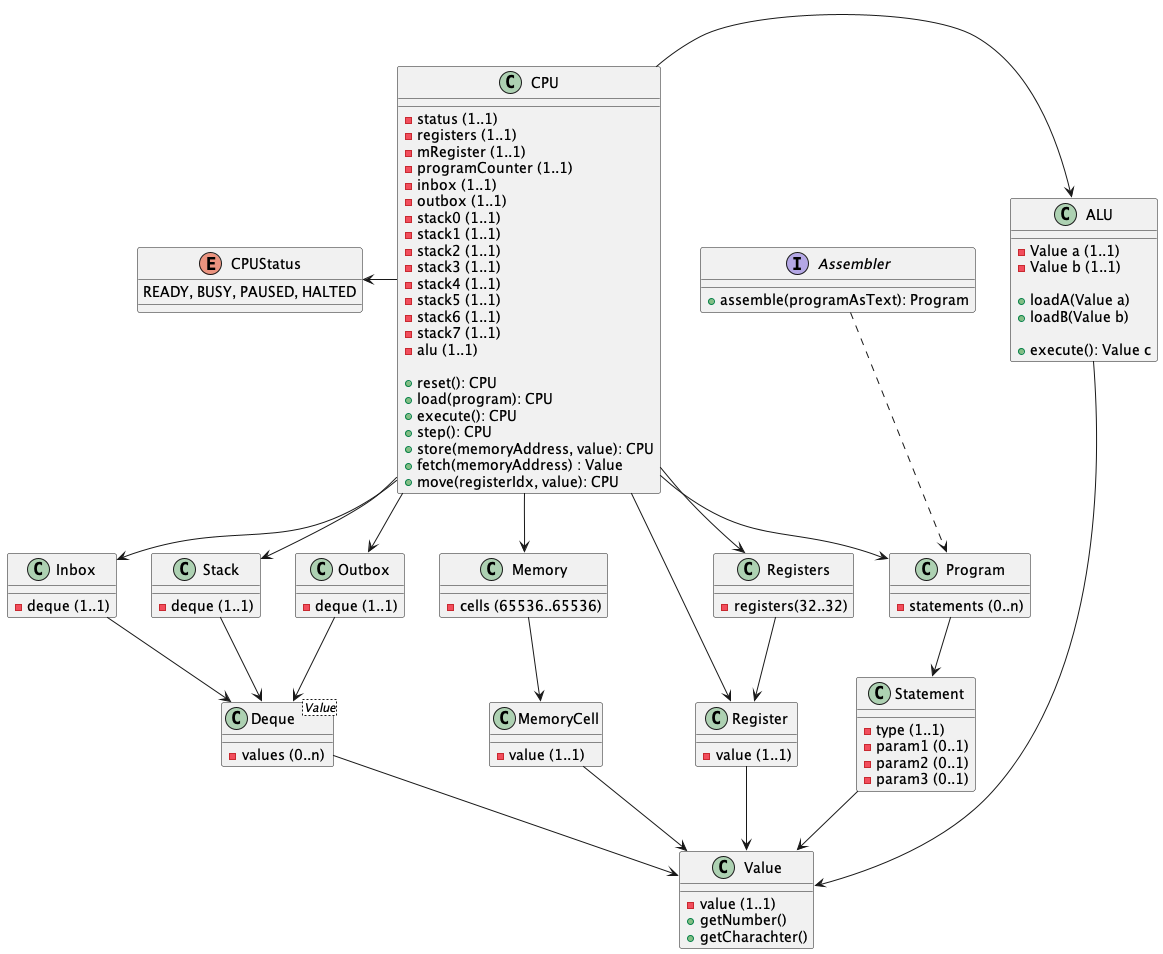 C CPU
status (1..1)
registers (1..1)
mRegister (1..1)
programCounter (1..1)
inbox (1..1)
outbox (1..1)
stack0 (1..1)
stack1 (1..1)
stack2 (1..1)
stack3 (1..1)
stack4 (1..1)
stack5 (1..1)
stack6 (1..1)
stack7 (1..1)
alu (1..1)
reset(): CPU
load(program): CPU
execute(): CPU
step(): CPU
store(memoryAddress, value): CPU
fetch(memoryAddress) : Value
move(registerIdx, value): CPU
E CPUStatus
READY, BUSY, PAUSED, HALTED
I Assembler
assemble(programAsText): Program
C ALU
Value a (1..1)
Value b (1..1)
loadA(Value a)
loadB(Value b)
execute(): Value c
C Inbox
deque (1..1)
C Stack
deque (1..1)
C Outbox
deque (1..1)
C Memory
cells (65536..65536)
C Registers
registers(32..32)
C Program
statements (0..n)
C Deque
Value
values (0..n)
C MemoryCell
value (1..1)
C Register
value (1..1)
C Statement
type (1..1)
param1 (0..1)
param2 (0..1)
param3 (0..1)
C Value
value (1..1)
getNumber()
getCharachter()